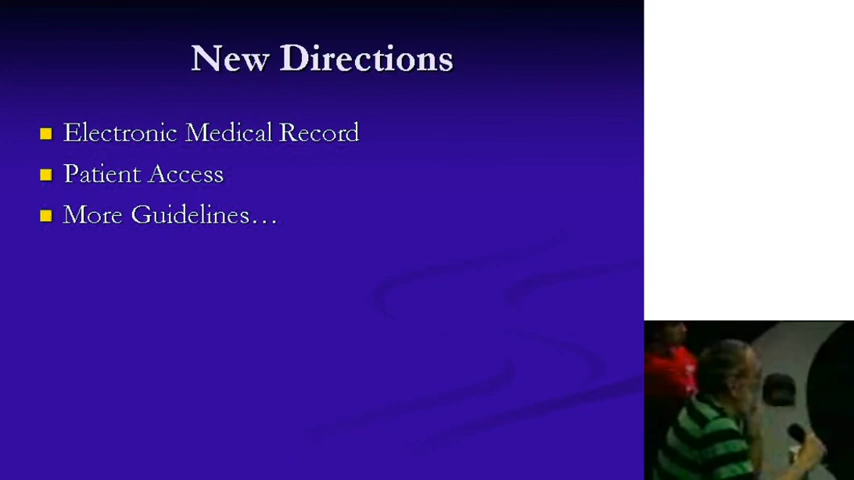 New Directions
Electronic Medical Record
Patient Access
More Guidelines…